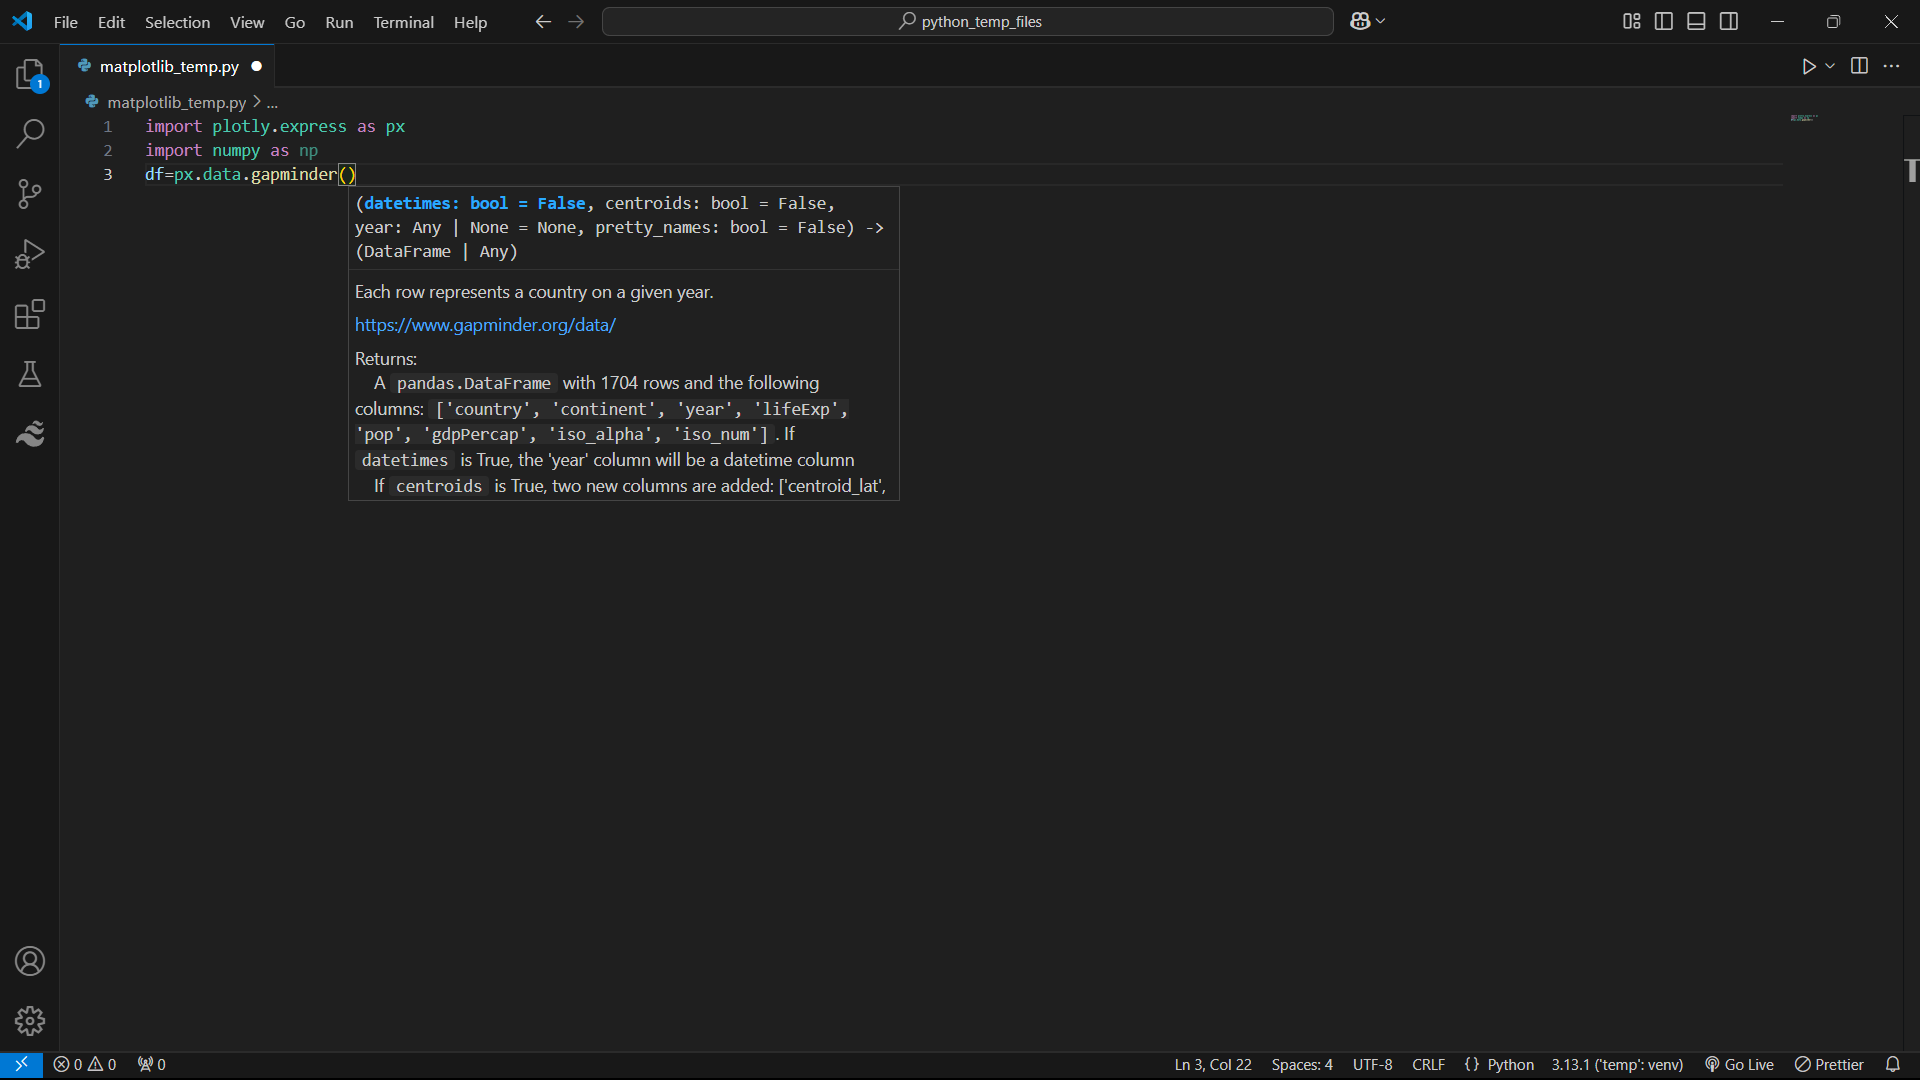 File Edit Selection View Go Run Terminal Help python_temp_files
1
matplotlib_temp.py
matplotlib_temp.py > ...
1 import plotly.express as px
2 import numpy as np
3 df=px.data.gapminder()
(datetimes: bool = False, centroids: bool = False,
year: Any | None = None, pretty_names: bool = False) ->
(DataFrame | Any)
Each row represents a country on a given year.
https://www.gapminder.org/data/
Returns:
A pandas.DataFrame with 1704 rows and the following
columns: ['country', 'continent', 'year', 'lifeExp',
'pop', 'gdpPercap', 'iso_alpha', 'iso_num']. If
datetimes is True, the 'year' column will be a datetime column
If centroids is True, two new columns are added: ['centroid_lat',
0 0 0 Ln 3, Col 22 Spaces: 4 UTF-8 CRLF {} Python 3.13.1 ('temp': venv) Go Live Prettier